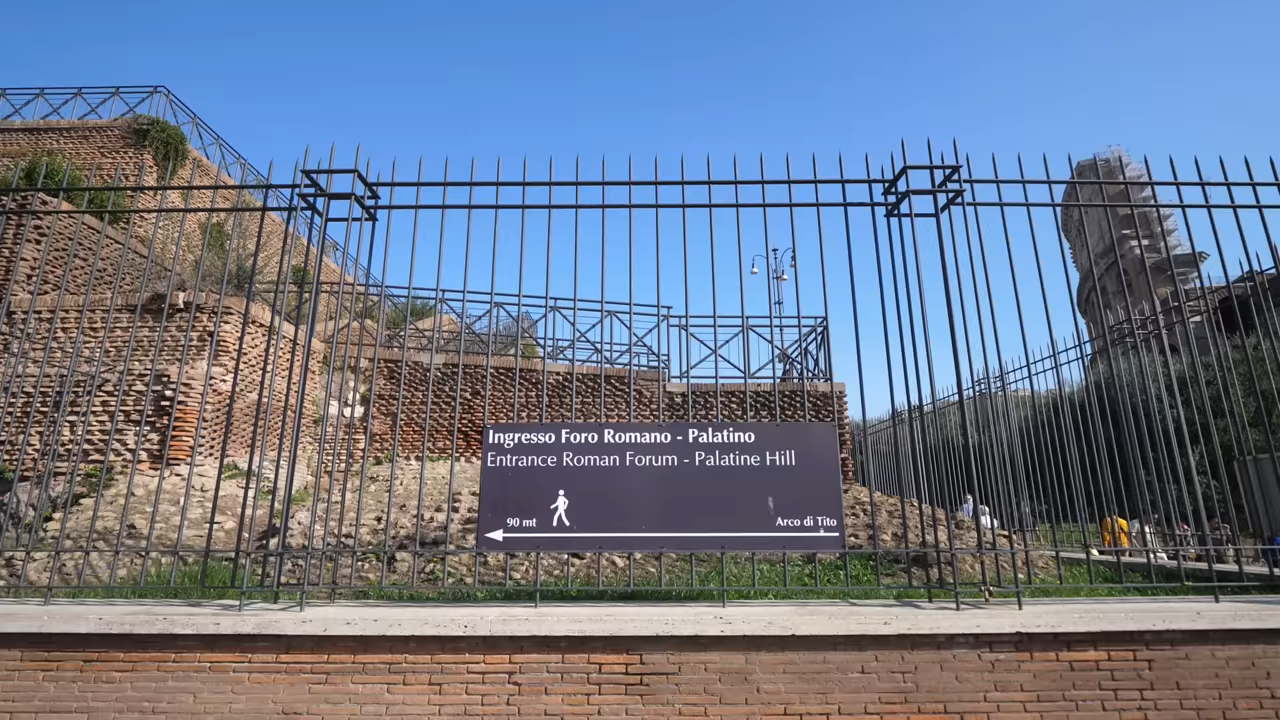 Ingresso Foro Romano - Palatino
Entrance Roman Forum - Palatine Hill
90 mt
Arco di Tito